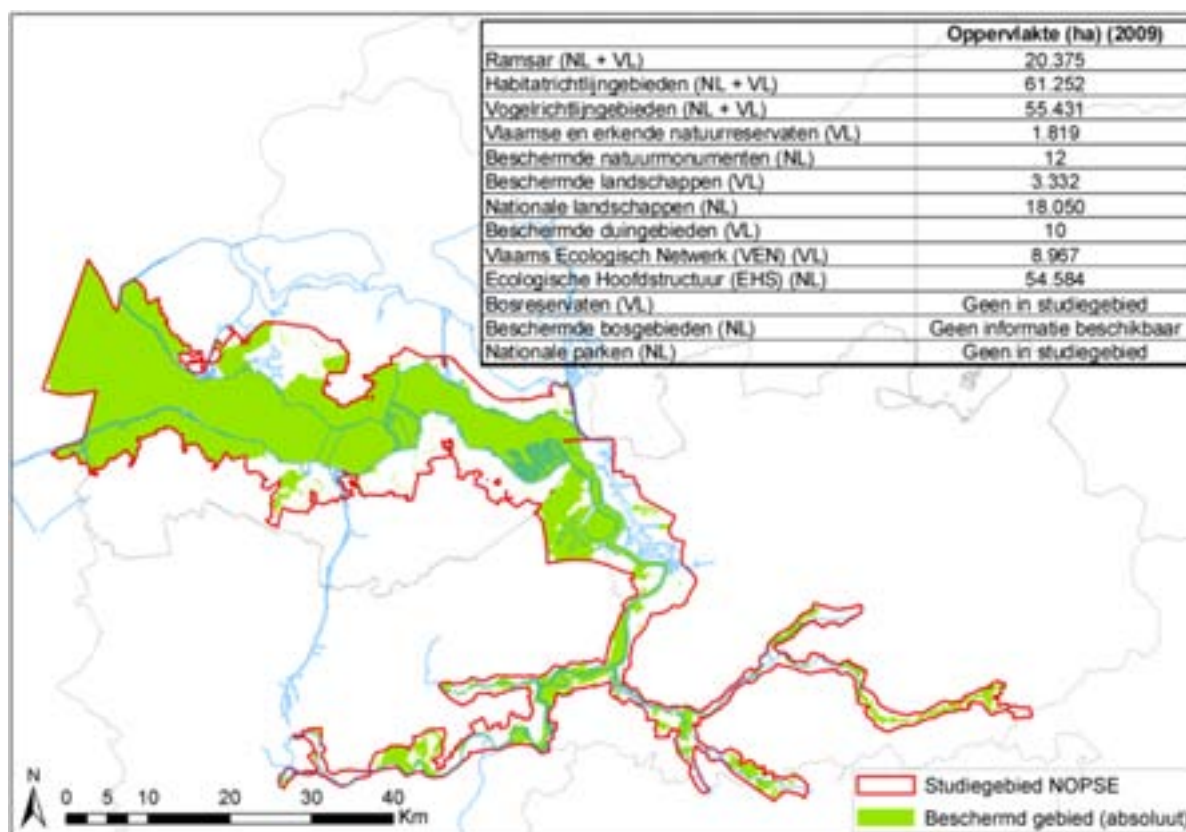 Oppervlakte (ha) (2009)
Ramsar (NL + VL) 20.375
Habitatrichtlijngebieden (NL + VL) 61.252
Vogelrichtlijngebieden (NL + VL) 55.431
Vlaamse en erkende natuurreservaten (VL) 1.819
Beschermde natuurmonumenten (NL) 12
Beschermde landschappen (VL) 3.332
Nationale landschappen (NL) 18.050
Beschermde duingebieden (VL) 10
Vlaams Ecologisch Netwerk (VEN) (VL) 8.967
Ecologische Hoofdstructuur (EHS) (NL) 54.584
Bosreservaten (VL) Geen in studiegebied
Beschermde bosgebieden (NL) Geen informatie beschikbaar
Nationale parken (NL) Geen in studiegebied
N
0 5 10 20 30 40
Km
Studiegebied NOPSE
Beschermd gebied (absoluut)